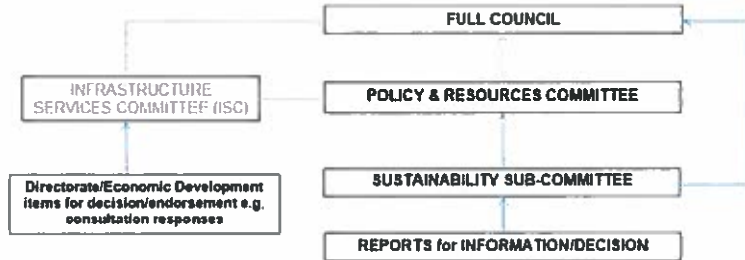 FULL COUNCIL
INFRASTRUCTURE
SERVICES COMMITTEE (ISC)
POLICY & RESOURCES COMMITTEE
Directorate/Economic Development
items for decision/endorsement e.g.
consultation responses
SUSTAINABILITY SUB-COMMITTEE
REPORTS for INFORMATION/DECISION